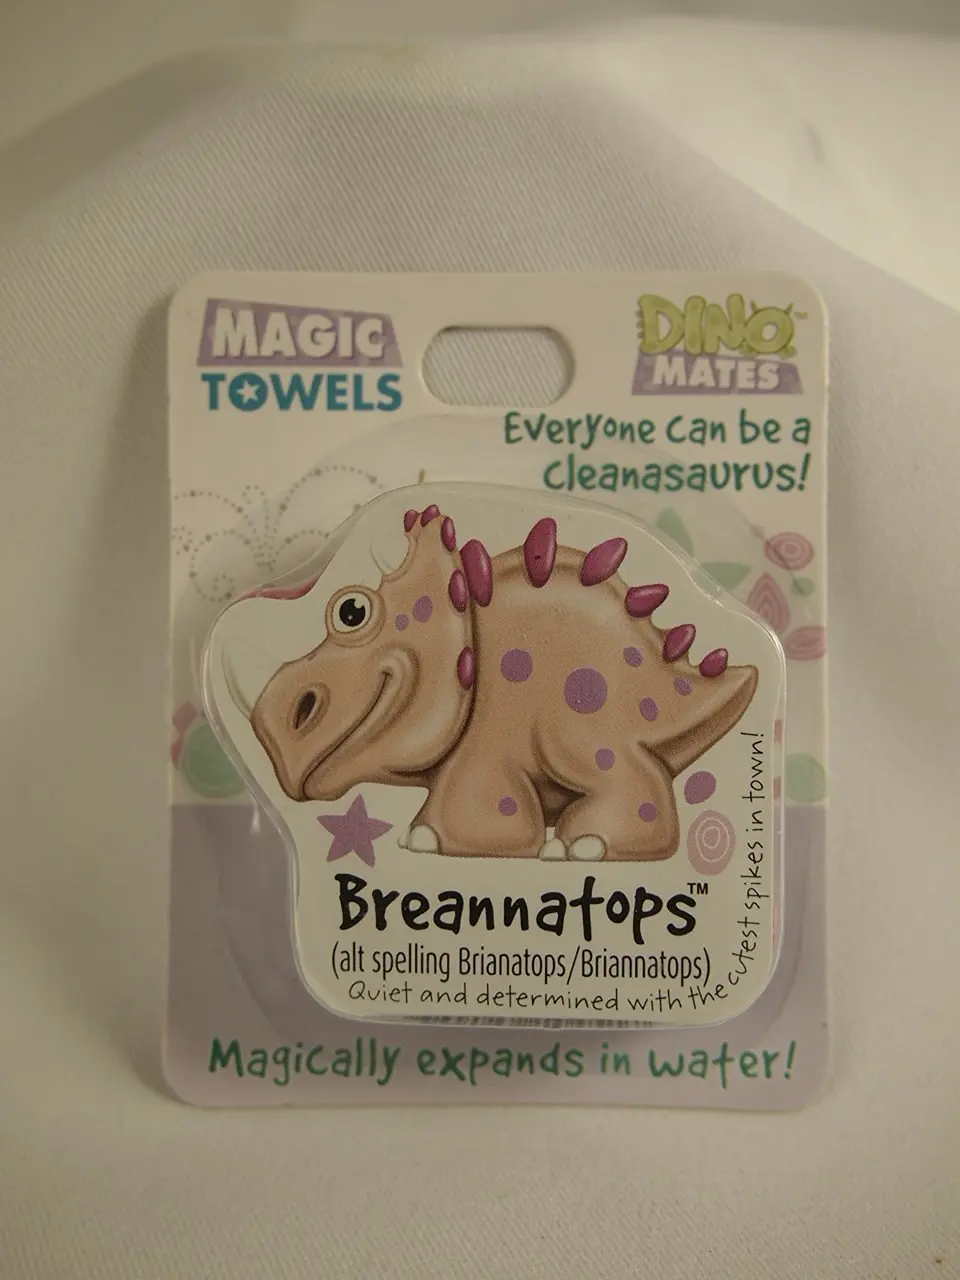 MAGIC
TOWELS
DINO™
MATES
Everyone can be a
cleanasaurus!
Breannatops™
(alt spelling Brianatops/Briannatops)
Quiet and determined with the cutest spikes in town!
Magically expands in water!